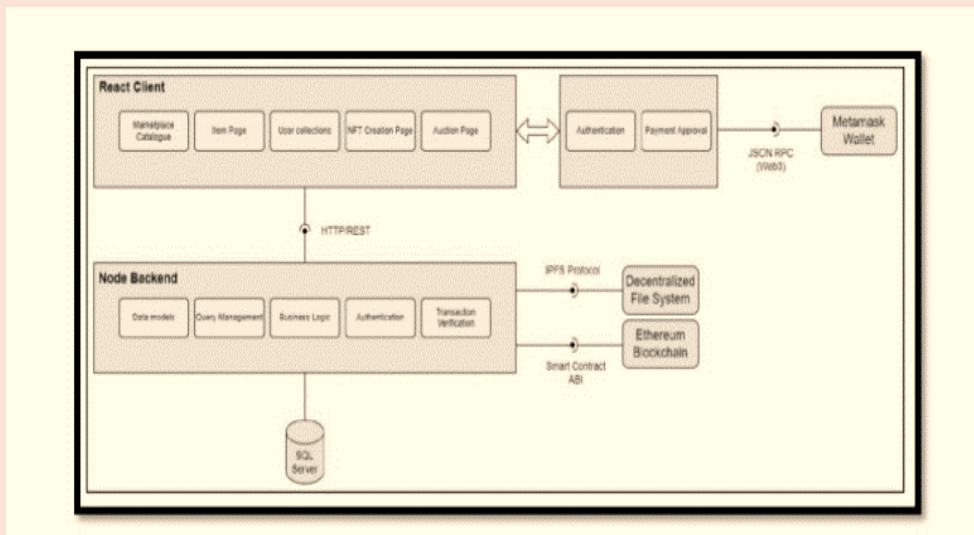 React Client
Marketplace
Catalogue
Item Page
User collections
NFT Creation Page
Auction Page
Authentication
Payment Approval
JSON RPC
(Web3)
Metamask
Wallet
HTTP/REST
Node Backend
Data models
Query Management
Business Logic
Authentication
Transaction
Verification
IPFS Protocol
Decentralized
File System
Ethereum
Blockchain
Smart Contract
ABI
SQL
Server